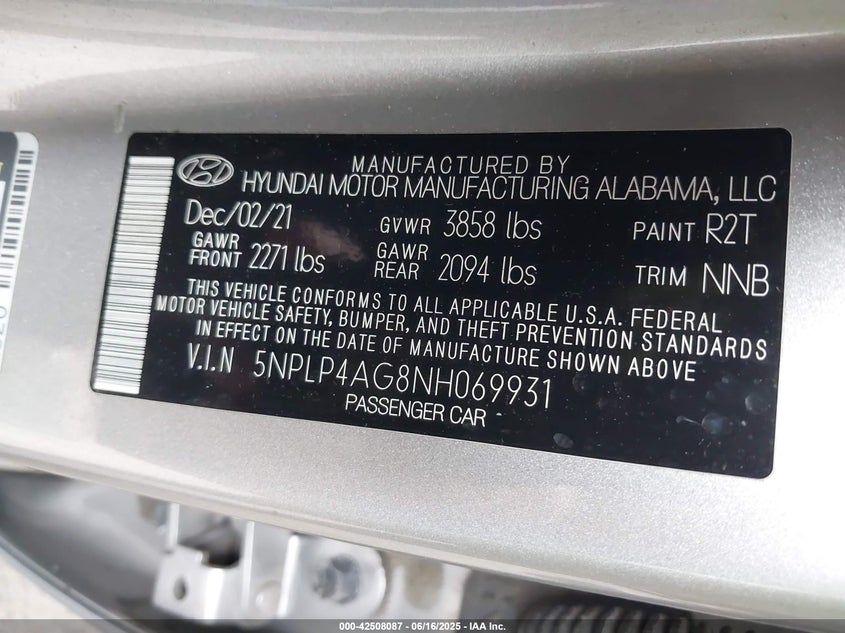 MANUFACTURED BY
HYUNDAI MOTOR MANUFACTURING ALABAMA, LLC
Dec/02/21 GVWR 3858 lbs PAINT R2T
GAWR FRONT 2271 lbs GAWR REAR 2094 lbs TRIM NNB
THIS VEHICLE CONFORMS TO ALL APPLICABLE U.S.A. FEDERAL
MOTOR VEHICLE SAFETY, BUMPER, AND THEFT PREVENTION STANDARDS
IN EFFECT ON THE DATE OF MANUFACTURE SHOWN ABOVE
V.I.N 5NPLP4AG8NH069931
PASSENGER CAR
000-42508087 - 06/16/2025 - IAA Inc.